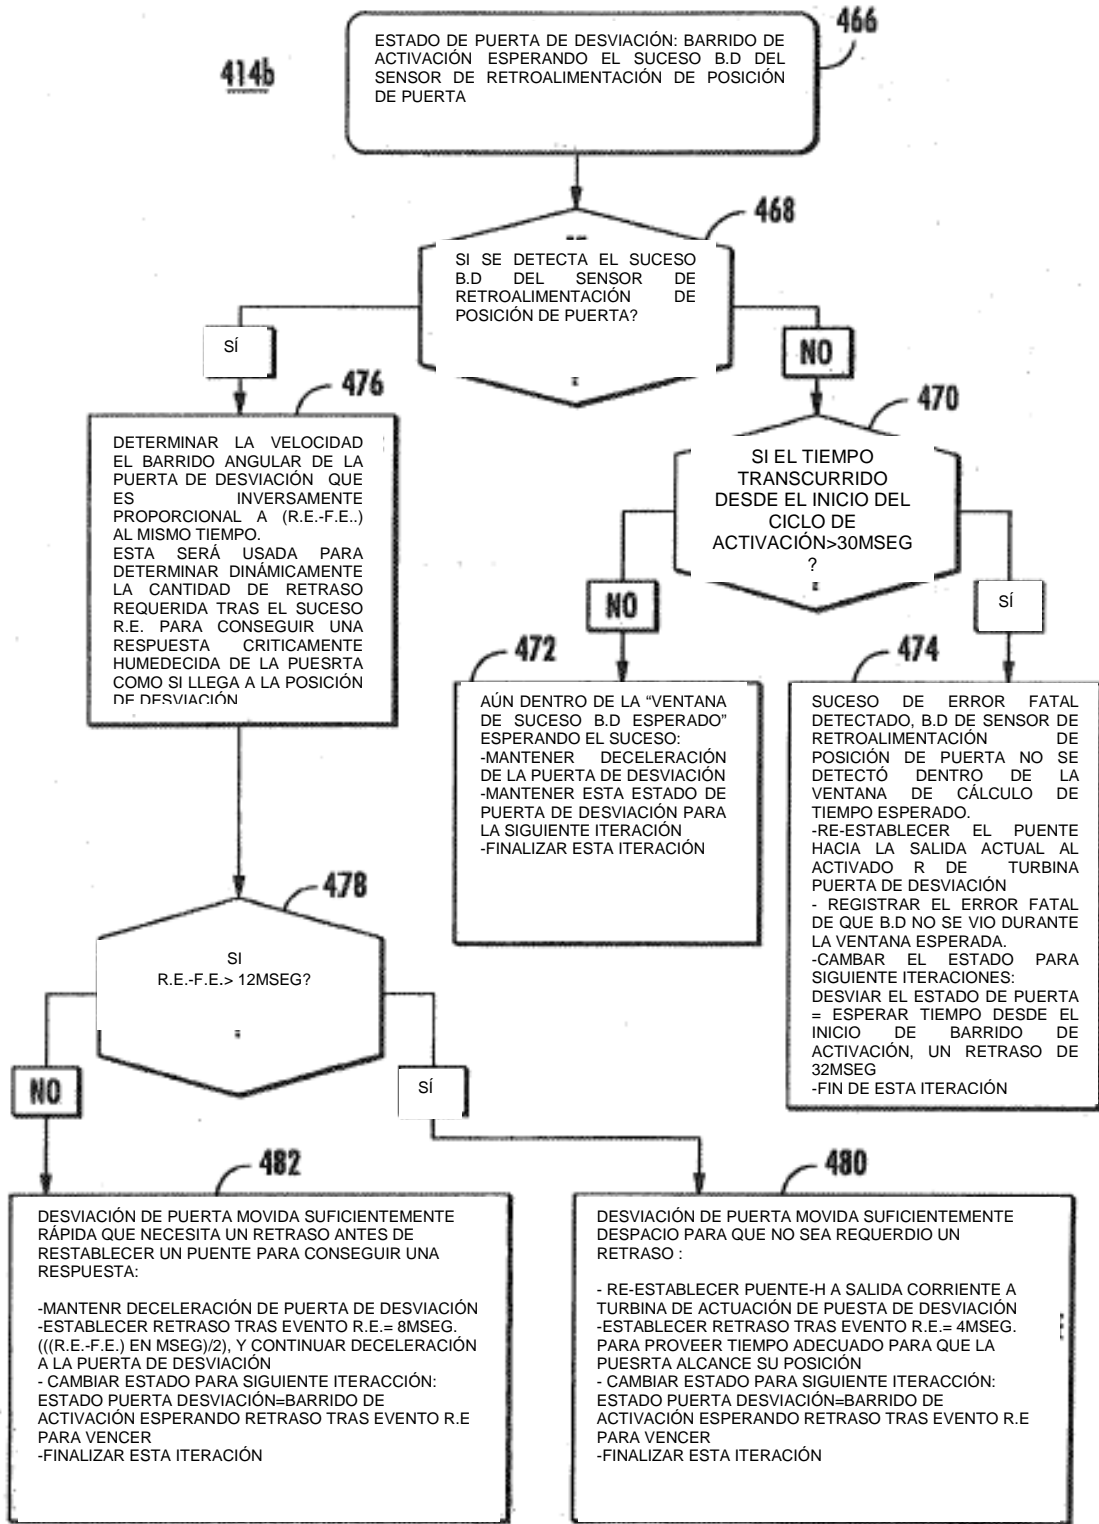 466
ESTADO DE PUERTA DE DESVIACIÓN: BARRIDO DE
ACTIVACIÓN ESPERANDO EL SUCESO B.D DEL
SENSOR DE RETROALIMENTACIÓN DE POSICIÓN
DE PUERTA
414b
468
SI SE DETECTA EL SUCESO
B.D DEL SENSOR DE
RETROALIMENTACIÓN DE
POSICIÓN DE PUERTA?
SÍ
NO
476
DETERMINAR LA VELOCIDAD
EL BARRIDO ANGULAR DE LA
PUERTA DE DESVIACIÓN QUE
ES INVERSAMENTE
PROPORCIONAL A (R.E.-F.E..)
AL MISMO TIEMPO.
ESTA SERÁ USADA PARA
DETERMINAR DINÁMICAMENTE
LA CANTIDAD DE RETRASO
REQUERIDA TRAS EL SUCESO
R.E. PARA CONSEGUIR UNA
RESPUESTA CRITICAMENTE
HUMEDECIDA DE LA PUESRTA
COMO SI LLEGA A LA POSICIÓN
DE DESVIACIÓN
470
SI EL TIEMPO
TRANSCURRIDO
DESDE EL INICIO DEL
CICLO DE
ACTIVACIÓN>30MSEG
?
NO
SÍ
472
AÚN DENTRO DE LA “VENTANA
DE SUCESO B.D ESPERADO”
ESPERANDO EL SUCESO:
-MANTENER DECELERACIÓN
DE LA PUERTA DE DESVIACIÓN
-MANTENER ESTA ESTADO DE
PUERTA DE DESVIACIÓN PARA
LA SIGUIENTE ITERACIÓN
-FINALIZAR ESTA ITERACIÓN
474
SUCESO DE ERROR FATAL
DETECTADO, B.D DE SENSOR DE
RETROALIMENTACIÓN DE
POSICIÓN DE PUERTA NO SE
DETECTÓ DENTRO DE LA
VENTANA DE CÁLCULO DE
TIEMPO ESPERADO.
-RE-ESTABLECER EL PUENTE
HACIA LA SALIDA ACTUAL AL
ACTIVADO R DE TURBINA
PUERTA DE DESVIACIÓN
- REGISTRAR EL ERROR FATAL
DE QUE B.D NO SE VIO DURANTE
LA VENTANA ESPERADA.
-CAMBAR EL ESTADO PARA
SIGUIENTE ITERACIONES:
DESVIAR EL ESTADO DE PUERTA
= ESPERAR TIEMPO DESDE EL
INICIO DE BARRIDO DE
ACTIVACIÓN, UN RETRASO DE
32MSEG
-FIN DE ESTA ITERACIÓN
478
SI
R.E.-F.E.> 12MSEG?
NO
SÍ
482
DESVIACIÓN DE PUERTA MOVIDA SUFICIENTEMENTE
RÁPIDA QUE NECESITA UN RETRASO ANTES DE
RESTABLECER UN PUENTE PARA CONSEGUIR UNA
RESPUESTA:
-MANTENR DECELERACIÓN DE PUERTA DE DESVIACIÓN
-ESTABLECER RETRASO TRAS EVENTO R.E.= 8MSEG.
(((R.E.-F.E.) EN MSEG)/2), Y CONTINUAR DECELERACIÓN
A LA PUERTA DE DESVIACIÓN
- CAMBIAR ESTADO PARA SIGUIENTE ITERACCIÓN:
ESTADO PUERTA DESVIACIÓN=BARRIDO DE
ACTIVACIÓN ESPERANDO RETRASO TRAS EVENTO R.E
PARA VENCER
-FINALIZAR ESTA ITERACIÓN
480
DESVIACIÓN DE PUERTA MOVIDA SUFICIENTEMENTE
DESPACIO PARA QUE NO SEA REQUERDIO UN
RETRASO :
- RE-ESTABLECER PUENTE-H A SALIDA CORRIENTE A
TURBINA DE ACTUACIÓN DE PUESTA DE DESVIACIÓN
-ESTABLECER RETRASO TRAS EVENTO R.E.= 4MSEG.
PARA PROVEER TIEMPO ADECUADO PARA QUE LA
PUESRTA ALCANCE SU POSICIÓN
- CAMBIAR ESTADO PARA SIGUIENTE ITERACIÓN:
ESTADO PUERTA DESVIACIÓN=BARRIDO DE
ACTIVACIÓN ESPERANDO RETRASO TRAS EVENTO R.E
PARA VENCER
-FINALIZAR ESTA ITERACIÓN